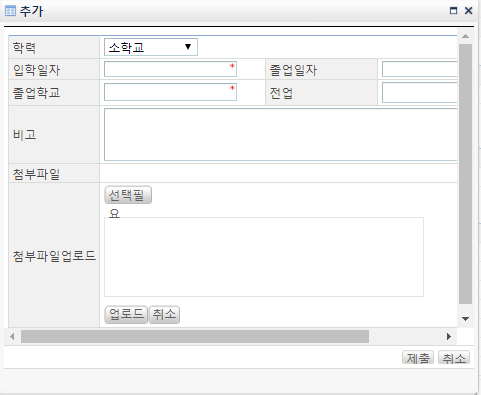 추가
학력 소학교
입학일자 * 졸업일자
졸업학교 * 전업
비고
첨부파일
선택필
요
첨부파일업로드
업로드 취소
제출 취소